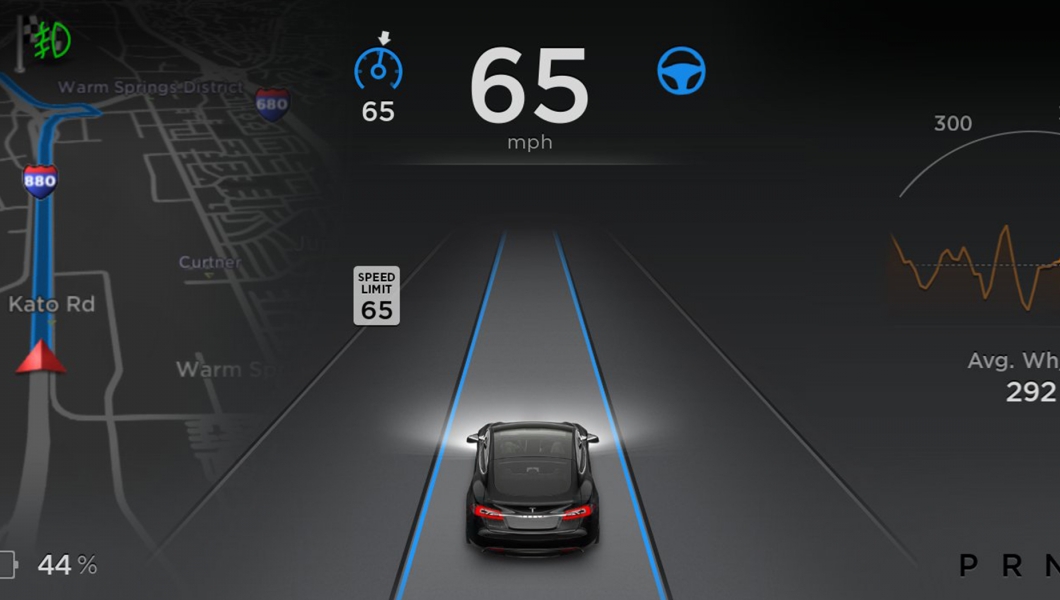 Warm Springs District
680
880
Curtner
Kato Rd
Warm Sp
65
65
mph
SPEED
LIMIT
65
300
Avg. Wh
292
44 %
P R N